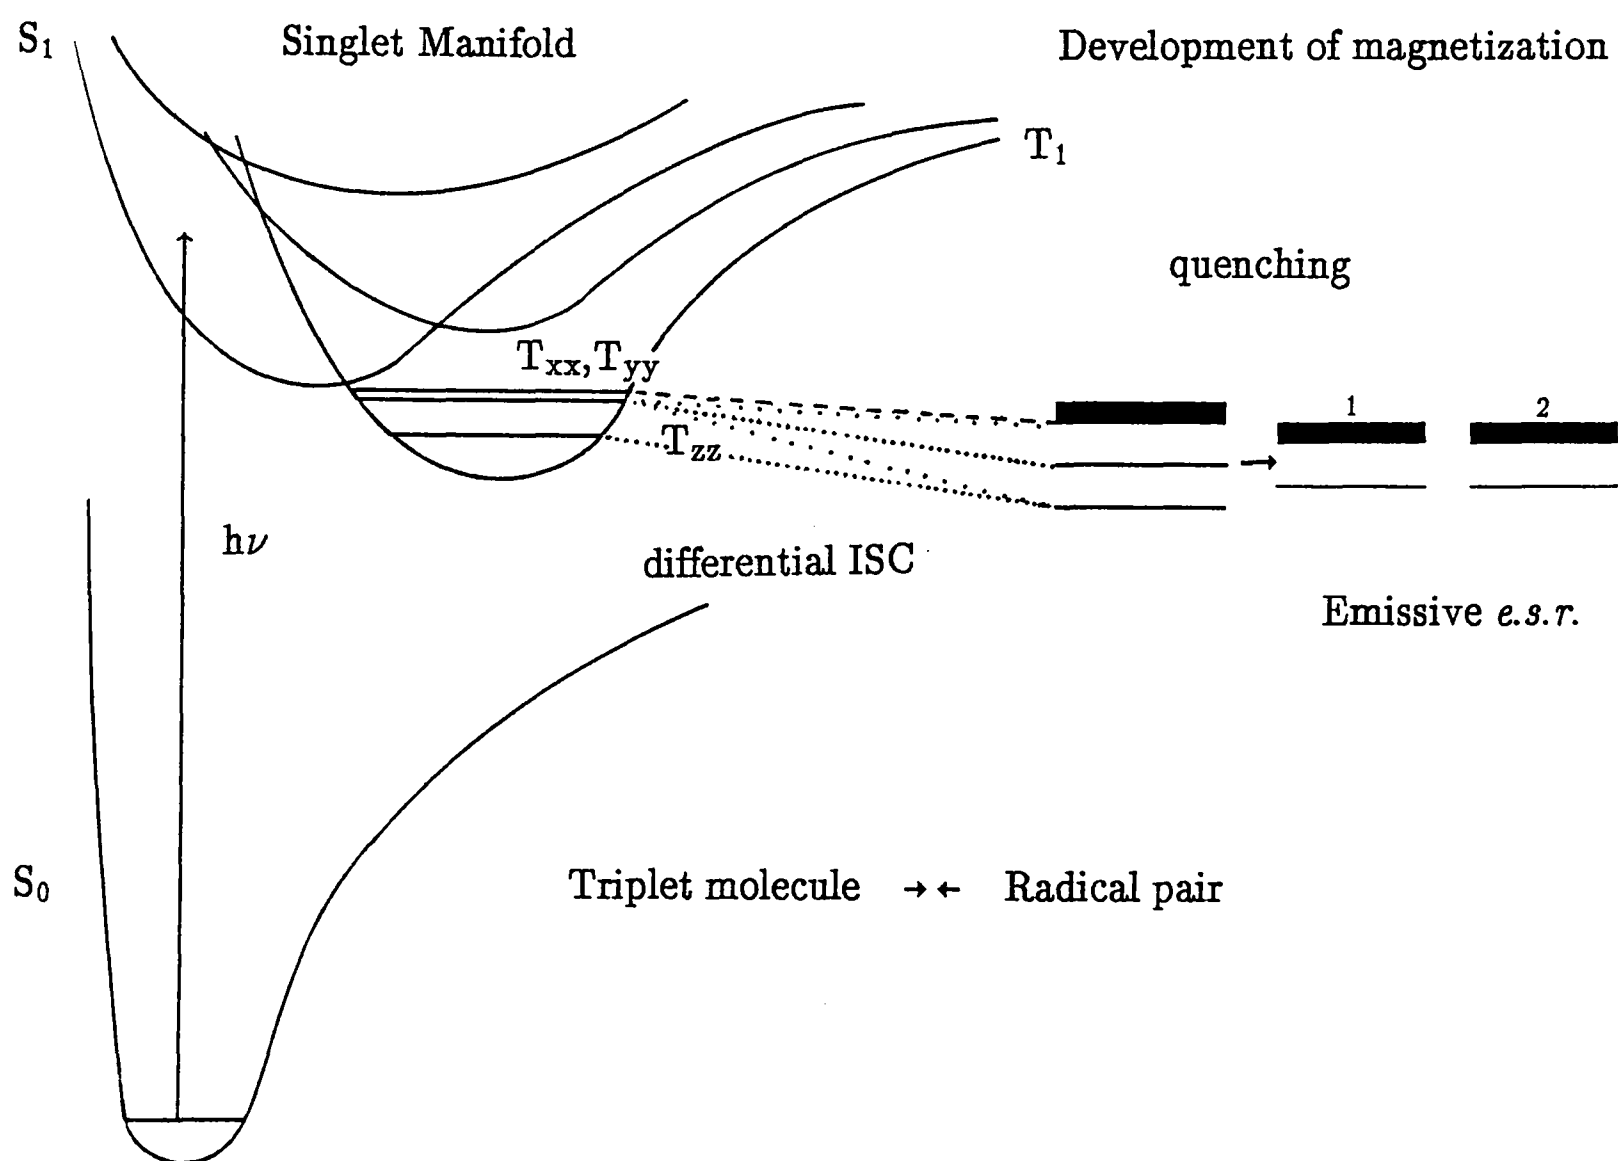 S₁
Singlet Manifold
Development of magnetization
T₁
quenching
Txx,Tyy
1
2
Tzz
hν
differential ISC
Emissive e.s.r.
S₀
Triplet molecule →← Radical pair